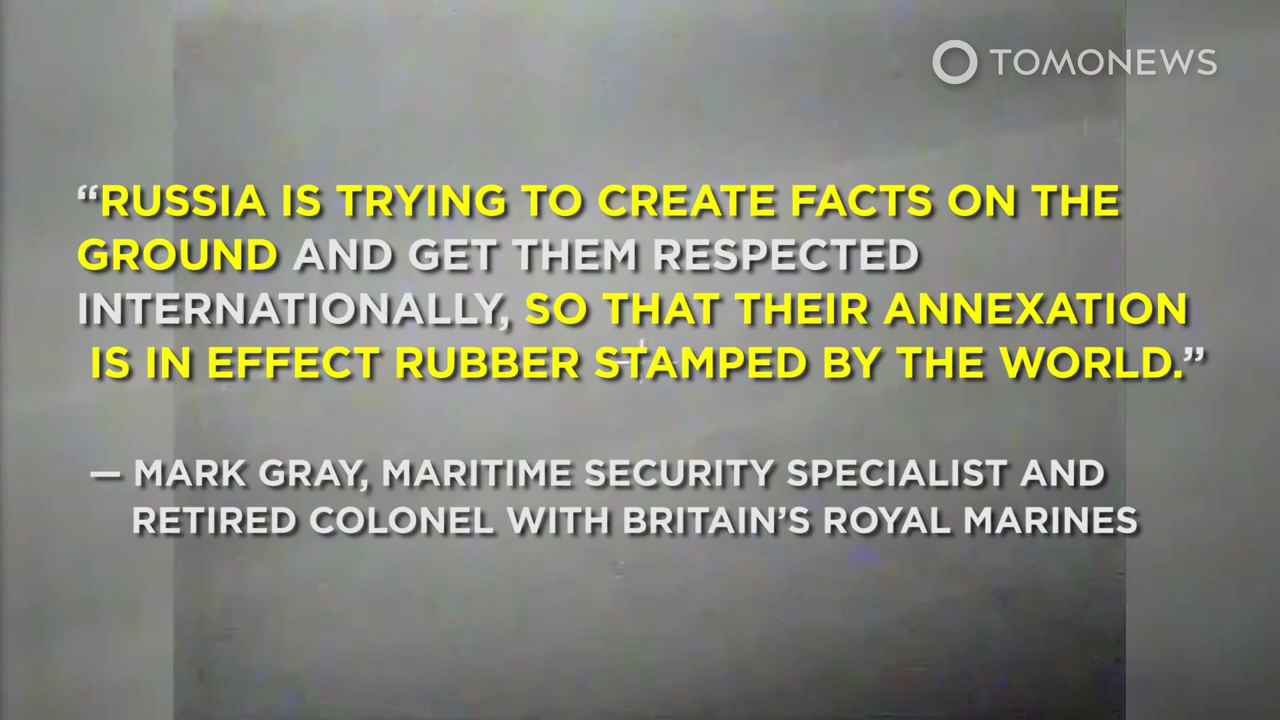 TOMONEWS
“RUSSIA IS TRYING TO CREATE FACTS ON THE
GROUND AND GET THEM RESPECTED
INTERNATIONALLY, SO THAT THEIR ANNEXATION
IS IN EFFECT RUBBER STAMPED BY THE WORLD.”
— MARK GRAY, MARITIME SECURITY SPECIALIST AND
RETIRED COLONEL WITH BRITAIN’S ROYAL MARINES